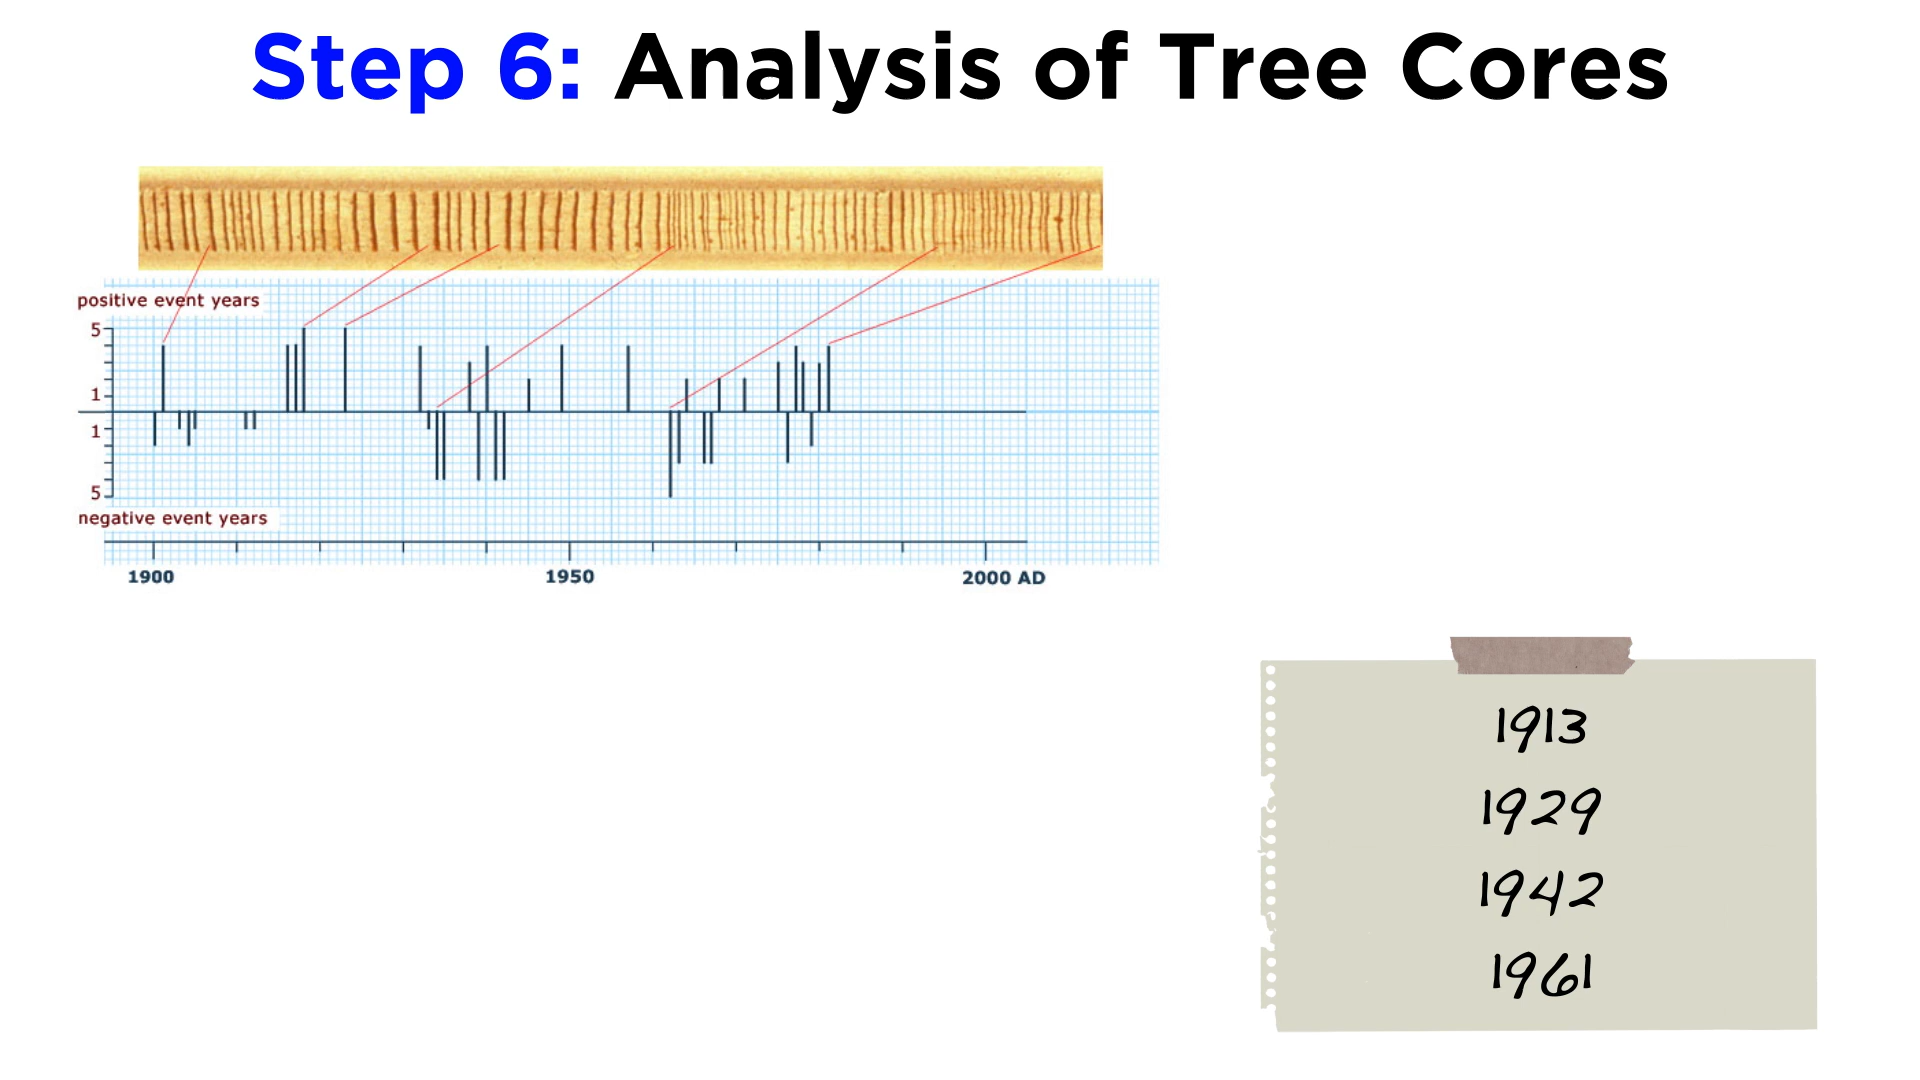 Step 6: Analysis of Tree Cores
positive event years
5
1
1
5
negative event years
1900 1950 2000 AD
1913
1929
1942
1961